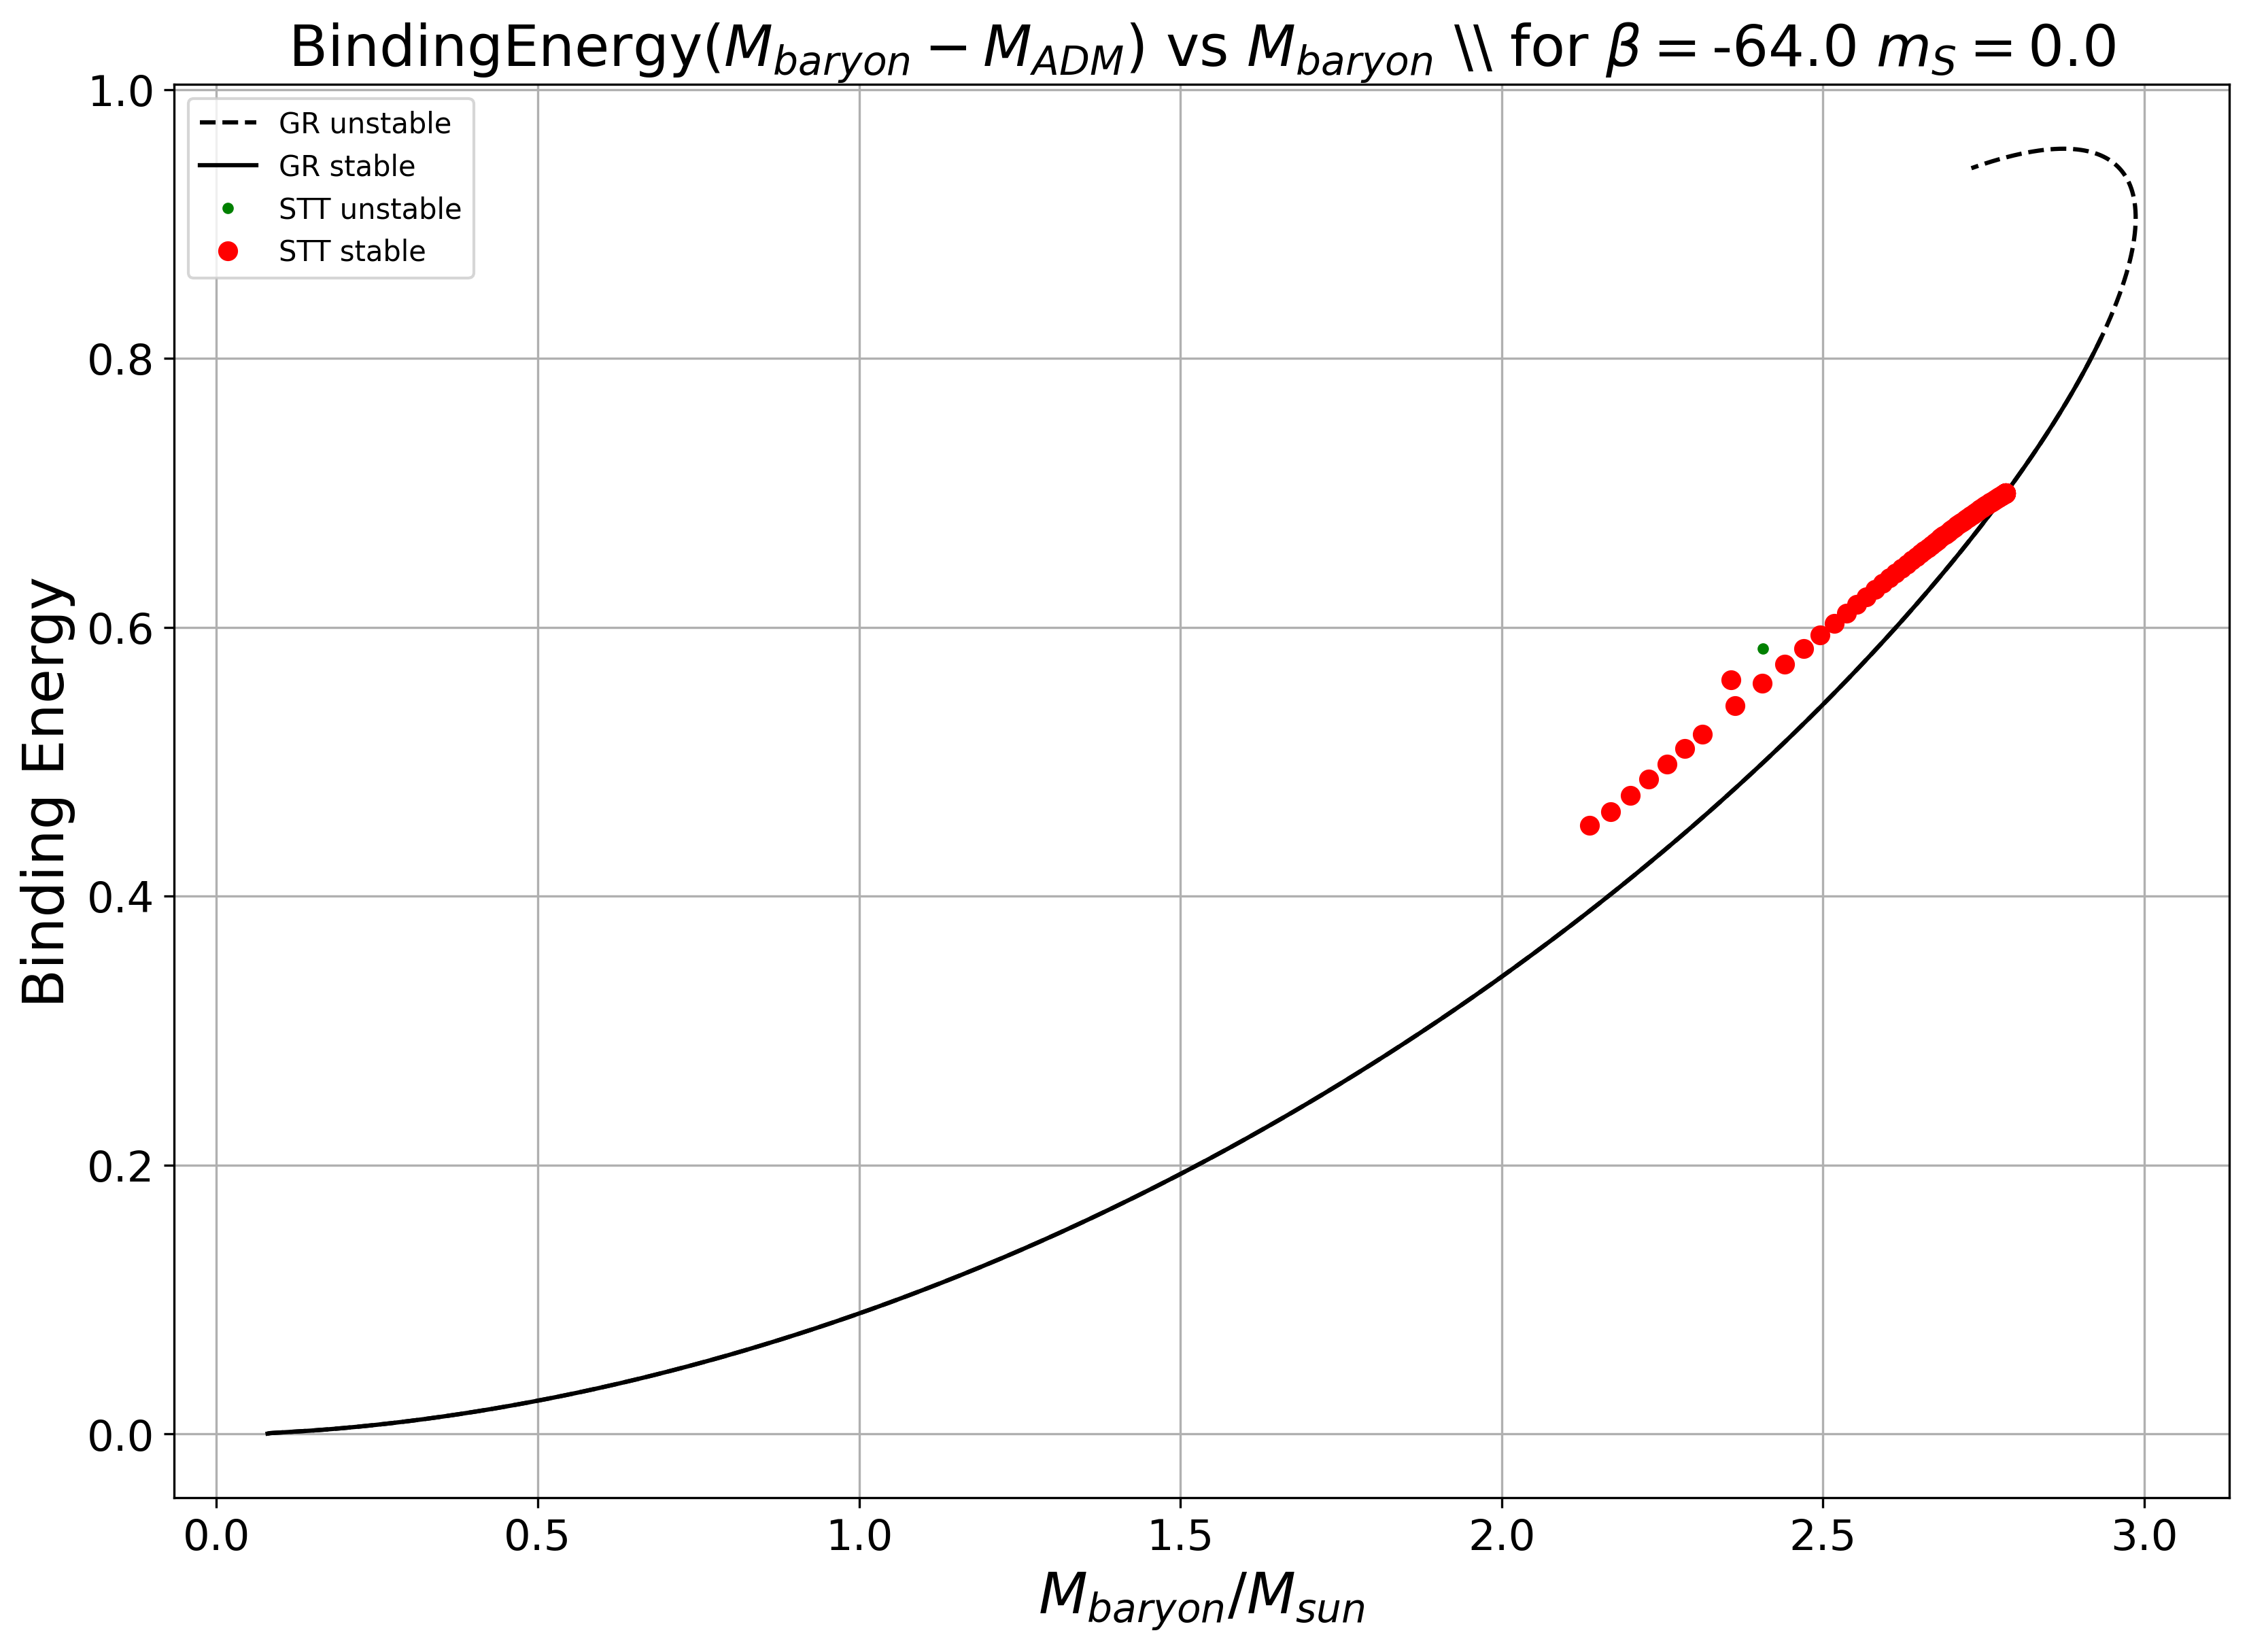 BindingEnergy(M_baryon − M_ADM) vs M_baryon \\ for β = -64.0 m_S = 0.0
GR unstable
GR stable
STT unstable
STT stable
Binding Energy
1.0
0.8
0.6
0.4
0.2
0.0
0.0 0.5 1.0 1.5 2.0 2.5 3.0
M_baryon/M_sun